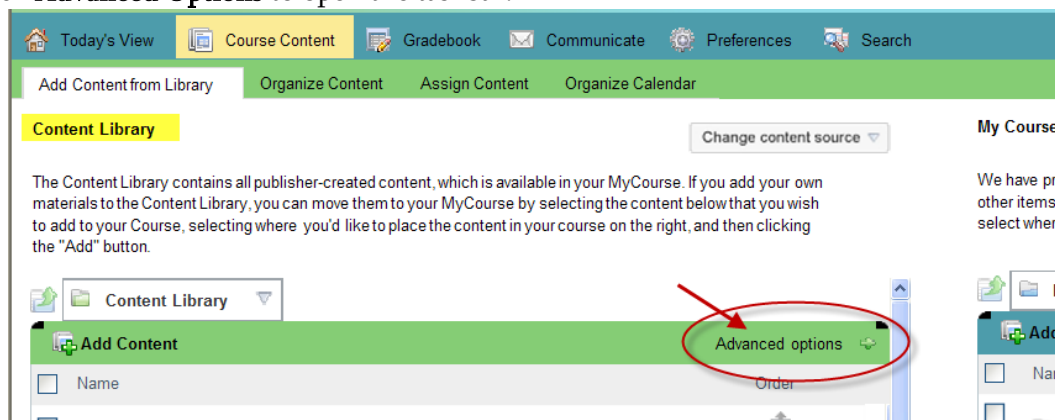 Advanced Options to open the
Today's View Course Content Gradebook Communicate Preferences Search
Add Content from Library Organize Content Assign Content Organize Calendar
Content Library
Change content source
The Content Library contains all publisher-created content, which is available in your MyCourse. If you add your own
materials to the Content Library, you can move them to your MyCourse by selecting the content below that you wish
to add to your Course, selecting where you'd like to place the content in your course on the right, and then clicking
the "Add" button.
Content Library
Add Content Advanced options
Name Order
My Course
We have
other items
select